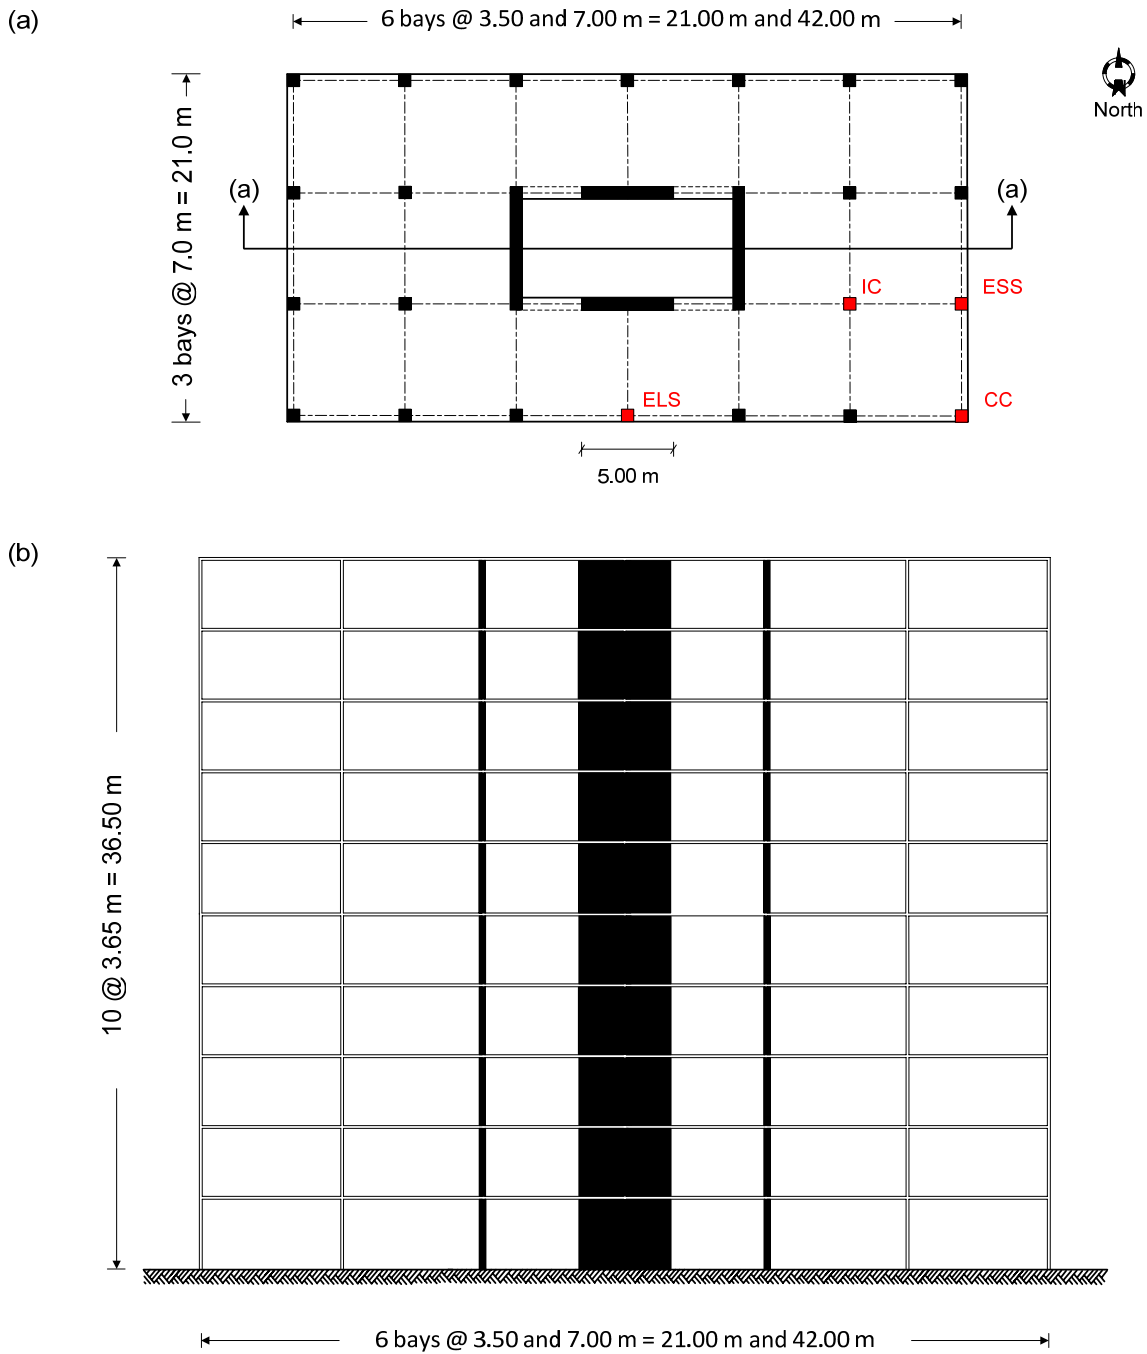 (a)
6 bays @ 3.50 and 7.00 m = 21.00 m and 42.00 m
North
3 bays @ 7.0 m = 21.0 m
(a)
(a)
IC
ESS
ELS
CC
5.00 m
(b)
10 @ 3.65 m = 36.50 m
6 bays @ 3.50 and 7.00 m = 21.00 m and 42.00 m